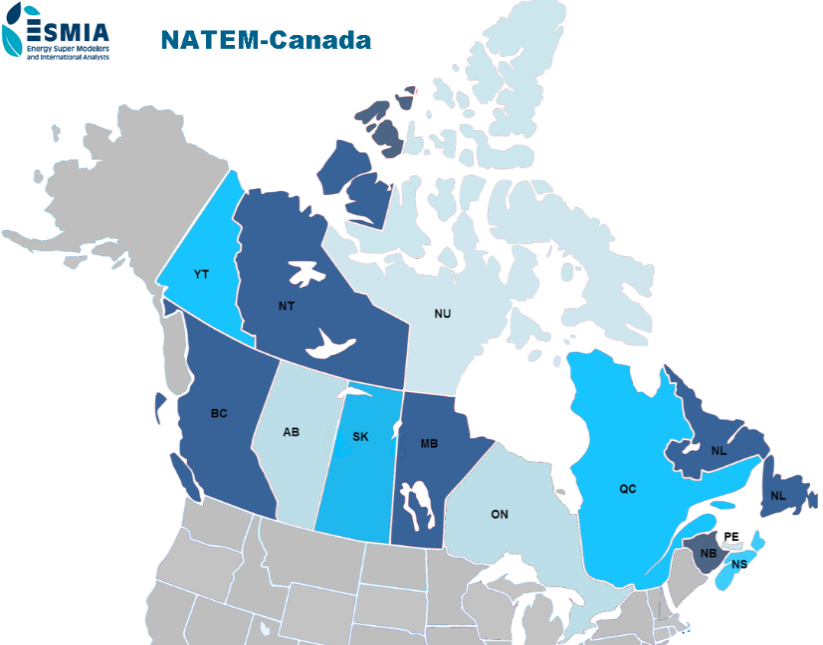 ESMIA
Energy Super Modelers
and International Analysts
NATEM-Canada
YT
NT
NU
BC
AB
SK
MB
ON
QC
NL
NL
PE
NB
NS